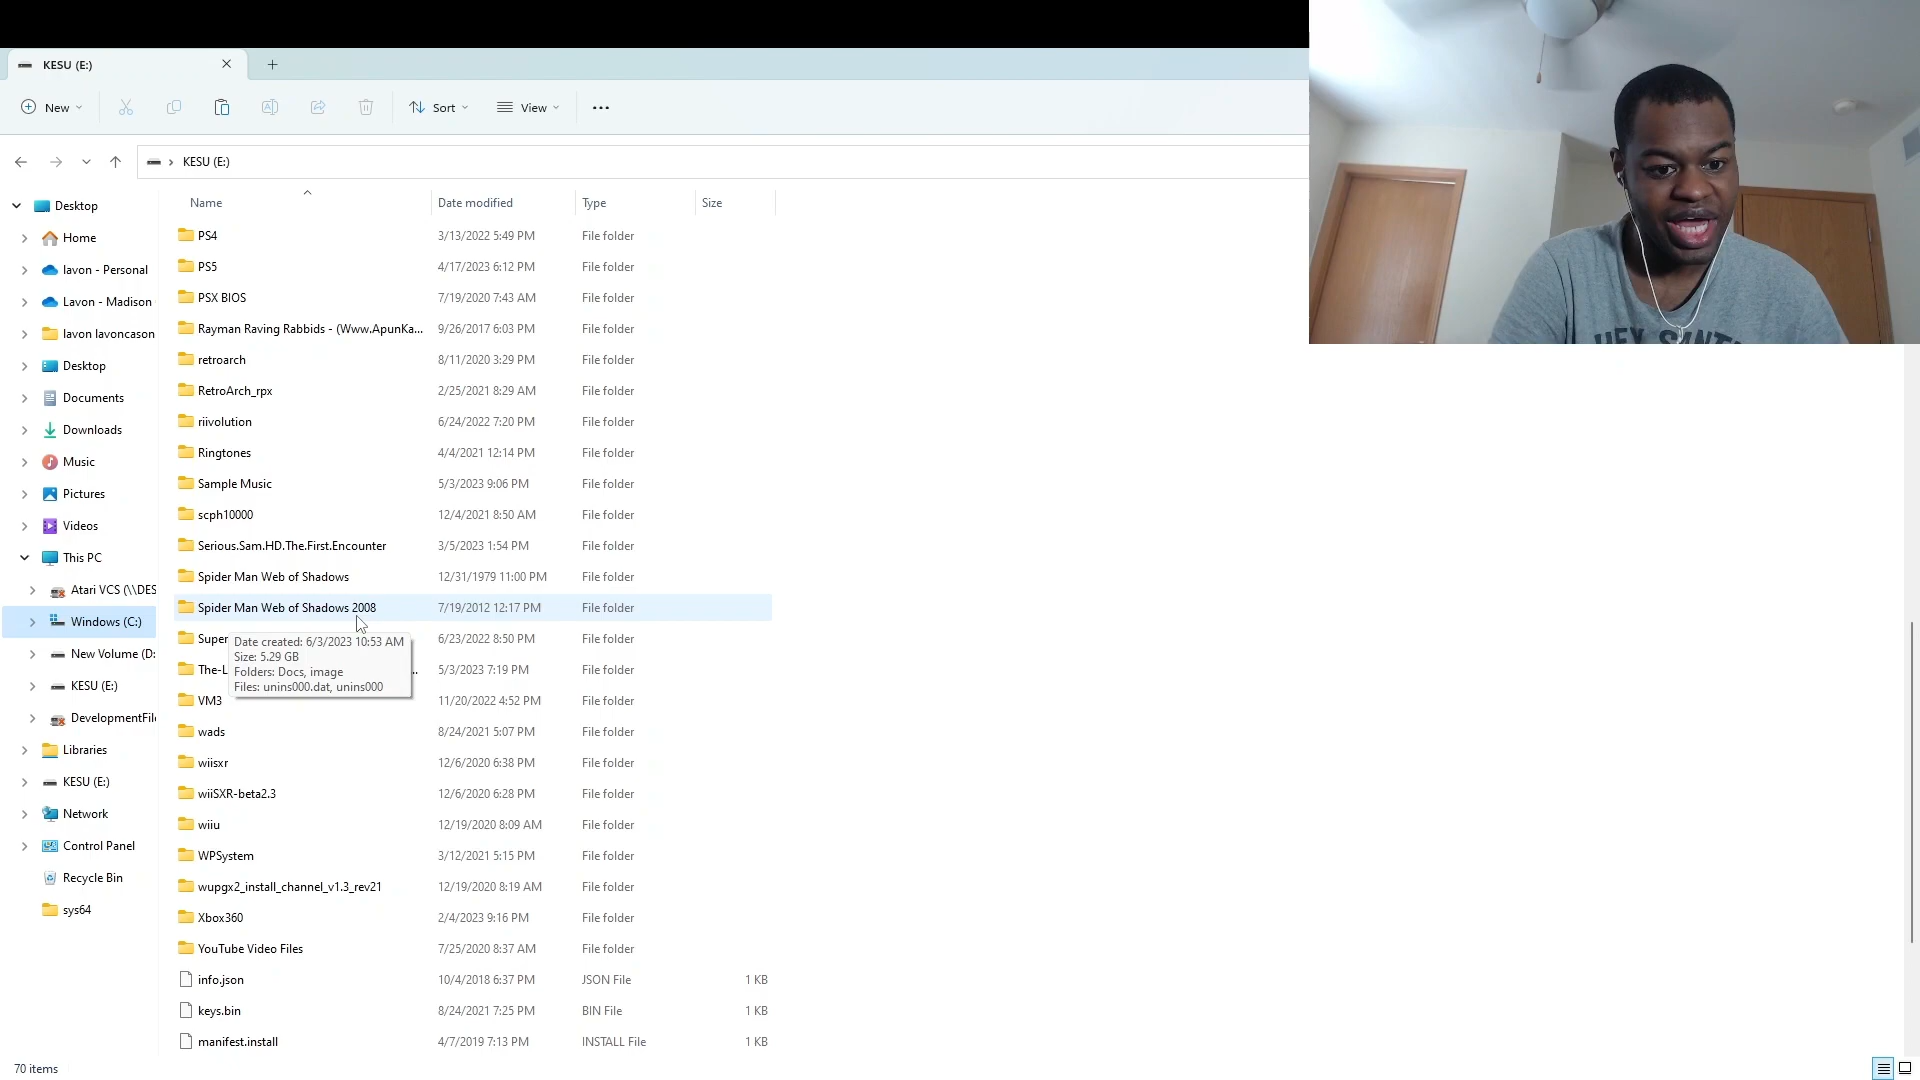 KESU (E:)
New
Sort
View
KESU (E:)
Name
Date modified
Type
Size
Desktop
Home
lavon - Personal
Lavon - Madison
lavon lavoncason
Desktop
Documents
Downloads
Music
Pictures
Videos
This PC
Atari VCS (\\DES
Windows (C:)
New Volume (D:
KESU (E:)
DevelopmentFile
Libraries
KESU (E:)
Network
Control Panel
Recycle Bin
sys64
PS4 3/13/2022 5:49 PM File folder
PS5 4/17/2023 6:12 PM File folder
PSX BIOS 7/19/2020 7:43 AM File folder
Rayman Raving Rabbids - (Www.ApunKa... 9/26/2017 6:03 PM File folder
retroarch 8/11/2020 3:29 PM File folder
RetroArch_rpx 2/25/2021 8:29 AM File folder
riivolution 6/24/2022 7:20 PM File folder
Ringtones 4/4/2021 12:14 PM File folder
Sample Music 5/3/2023 9:06 PM File folder
scph10000 12/4/2021 8:50 AM File folder
Serious.Sam.HD.The.First.Encounter 3/5/2023 1:54 PM File folder
Spider Man Web of Shadows 12/31/1979 11:00 PM File folder
Spider Man Web of Shadows 2008 7/19/2012 12:17 PM File folder
Super 6/23/2022 8:50 PM File folder
The-L .. 5/3/2023 7:19 PM File folder
Date created: 6/3/2023 10:53 AM
Size: 5.29 GB
Folders: Docs, image
Files: unins000.dat, unins000
VM3 11/20/2022 4:52 PM File folder
wads 8/24/2021 5:07 PM File folder
wiisxr 12/6/2020 6:38 PM File folder
wiiSXR-beta2.3 12/6/2020 6:28 PM File folder
wiiu 12/19/2020 8:09 AM File folder
WPSystem 3/12/2021 5:15 PM File folder
wupgx2_install_channel_v1.3_rev21 12/19/2020 8:19 AM File folder
Xbox360 2/4/2023 9:16 PM File folder
YouTube Video Files 7/25/2020 8:37 AM File folder
info.json 10/4/2018 6:37 PM JSON File 1 KB
keys.bin 8/24/2021 7:25 PM BIN File 1 KB
manifest.install 4/7/2019 7:13 PM INSTALL File 1 KB
70 items